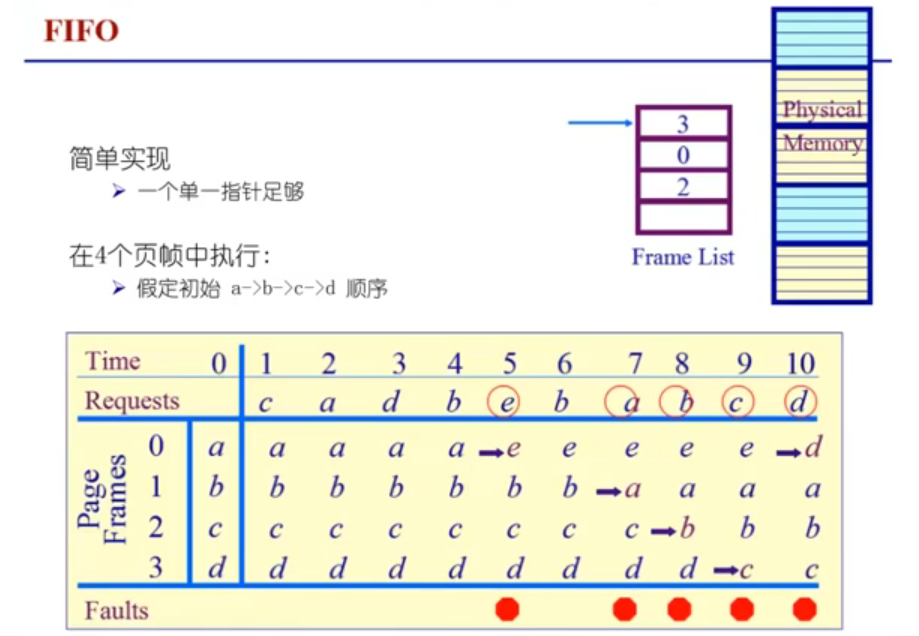 FIFO
Physical
Memory
3
0
2
Frame List
简单实现
➢ 一个单一指针足够
在4个页帧中执行:
➢ 假定初始 a->b->c->d 顺序
Time 0 1 2 3 4 5 6 7 8 9 10
Requests c a d b e b a b c d
Page Frames
0 a a a a a e e e e e d
1 b b b b b b b a a a a
2 c c c c c c c c b b b
3 d d d d d d d d d c c
Faults